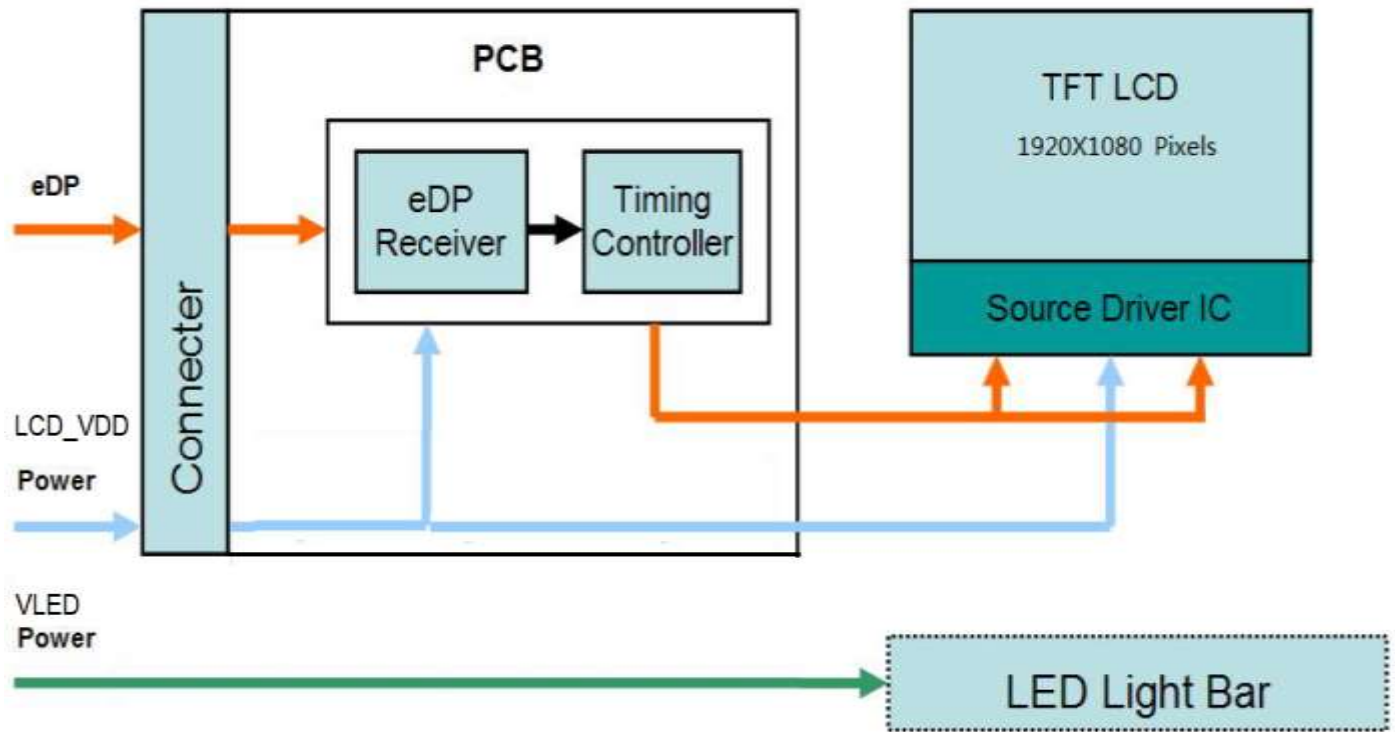 PCB
TFT LCD
1920X1080 Pixels
eDP
eDP
Receiver
Timing
Controller
Source Driver IC
Connecter
LCD_VDD
Power
VLED
Power
LED Light Bar